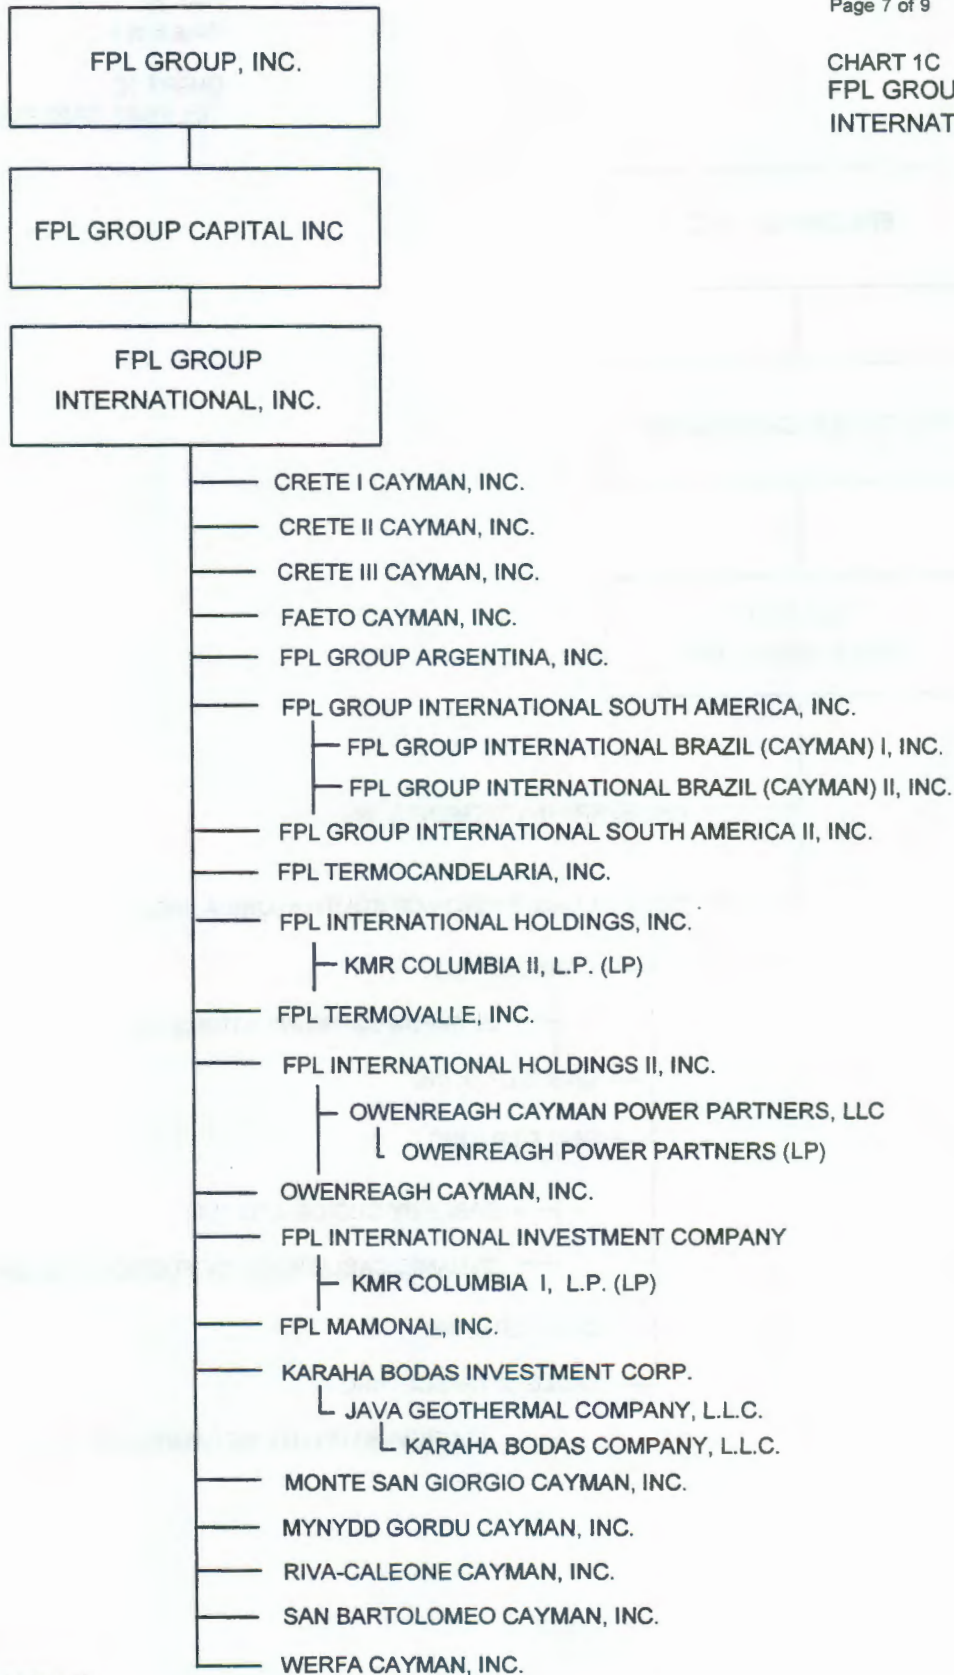 Page 7 of 9
CHART 1C
FPL GROU
INTERNAT
FPL GROUP, INC.
FPL GROUP CAPITAL INC
FPL GROUP
INTERNATIONAL, INC.
CRETE I CAYMAN, INC.
CRETE II CAYMAN, INC.
CRETE III CAYMAN, INC.
FAETO CAYMAN, INC.
FPL GROUP ARGENTINA, INC.
FPL GROUP INTERNATIONAL SOUTH AMERICA, INC.
FPL GROUP INTERNATIONAL BRAZIL (CAYMAN) I, INC.
FPL GROUP INTERNATIONAL BRAZIL (CAYMAN) II, INC.
FPL GROUP INTERNATIONAL SOUTH AMERICA II, INC.
FPL TERMOCANDELARIA, INC.
FPL INTERNATIONAL HOLDINGS, INC.
KMR COLUMBIA II, L.P. (LP)
FPL TERMOVALLE, INC.
FPL INTERNATIONAL HOLDINGS II, INC.
OWENREAGH CAYMAN POWER PARTNERS, LLC
OWENREAGH POWER PARTNERS (LP)
OWENREAGH CAYMAN, INC.
FPL INTERNATIONAL INVESTMENT COMPANY
KMR COLUMBIA I, L.P. (LP)
FPL MAMONAL, INC.
KARAHA BODAS INVESTMENT CORP.
JAVA GEOTHERMAL COMPANY, L.L.C.
KARAHA BODAS COMPANY, L.L.C.
MONTE SAN GIORGIO CAYMAN, INC.
MYNYDD GORDU CAYMAN, INC.
RIVA-CALEONE CAYMAN, INC.
SAN BARTOLOMEO CAYMAN, INC.
WERFA CAYMAN, INC.